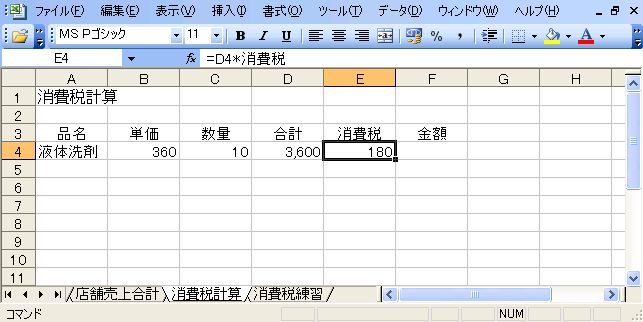 ファイル(F) 編集(E) 表示(V) 挿入(I) 書式(O) ツール(T) データ(D) ウィンドウ(W) ヘルプ(H)
MS Pゴシック 11 B I U %
E4 fx =D4*消費税
A B C D E F G H
1 消費税計算
2
3 品名 単価 数量 合計 消費税 金額
4 液体洗剤 360 10 3,600 180
5
6
7
8
9
10
11
店舗売上合計 消費税計算 消費税練習
コマンド NUM